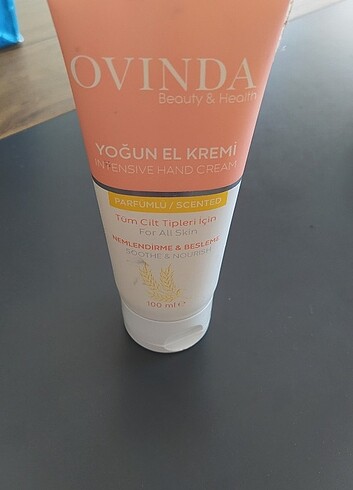 OVINDA
Beauty & Health
YOĞUN EL KREMİ
INTENSIVE HAND CREAM
PARFÜMLÜ / SCENTED
Tüm Cilt Tipleri İçin
For All Skin
NEMLENDİRME & BESLEME
SOOTHE & NOURISH
100 ml e